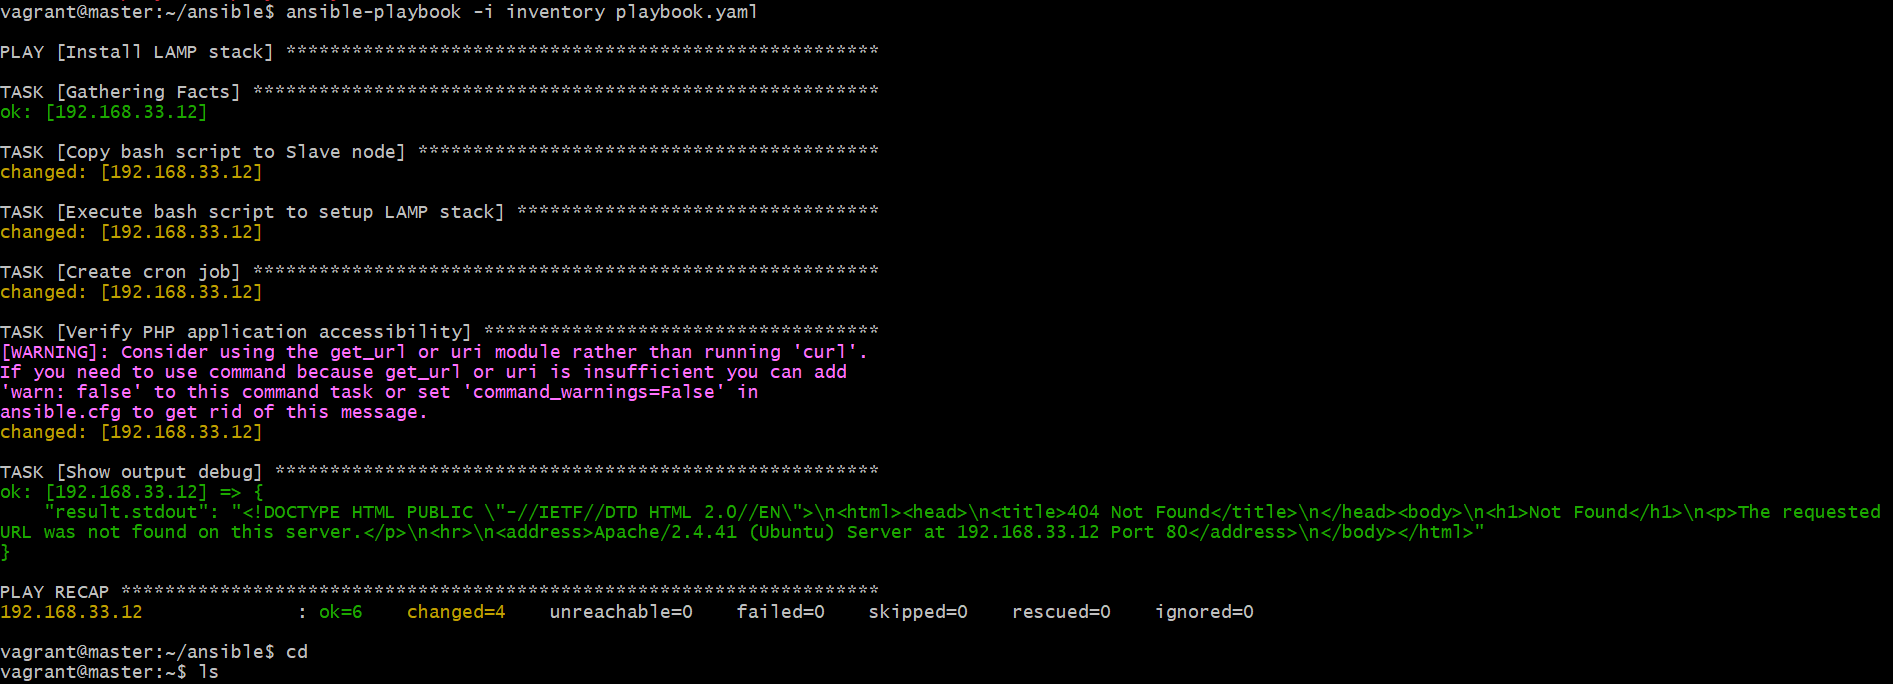 vagrant@master:~/ansible$ ansible-playbook -i inventory playbook.yaml
PLAY [Install LAMP stack] ******************************************************
TASK [Gathering Facts] *********************************************************
ok: [192.168.33.12]
TASK [Copy bash script to Slave node] ******************************************
changed: [192.168.33.12]
TASK [Execute bash script to setup LAMP stack] *********************************
changed: [192.168.33.12]
TASK [Create cron job] *********************************************************
changed: [192.168.33.12]
TASK [Verify PHP application accessibility] ************************************
[WARNING]: Consider using the get_url or uri module rather than running 'curl'.
If you need to use command because get_url or uri is insufficient you can add
'warn: false' to this command task or set 'command_warnings=False' in
ansible.cfg to get rid of this message.
changed: [192.168.33.12]
TASK [Show output debug] *******************************************************
ok: [192.168.33.12] => {
    "result.stdout": "<!DOCTYPE HTML PUBLIC \"-//IETF//DTD HTML 2.0//EN\">\n<html><head>\n<title>404 Not Found</title>\n</head><body>\n<h1>Not Found</h1>\n<p>The requested
URL was not found on this server.</p>\n<hr>\n<address>Apache/2.4.41 (Ubuntu) Server at 192.168.33.12 Port 80</address>\n</body></html>"
}
PLAY RECAP *********************************************************************
192.168.33.12              : ok=6    changed=4    unreachable=0    failed=0    skipped=0    rescued=0    ignored=0
vagrant@master:~/ansible$ cd
vagrant@master:~$ ls